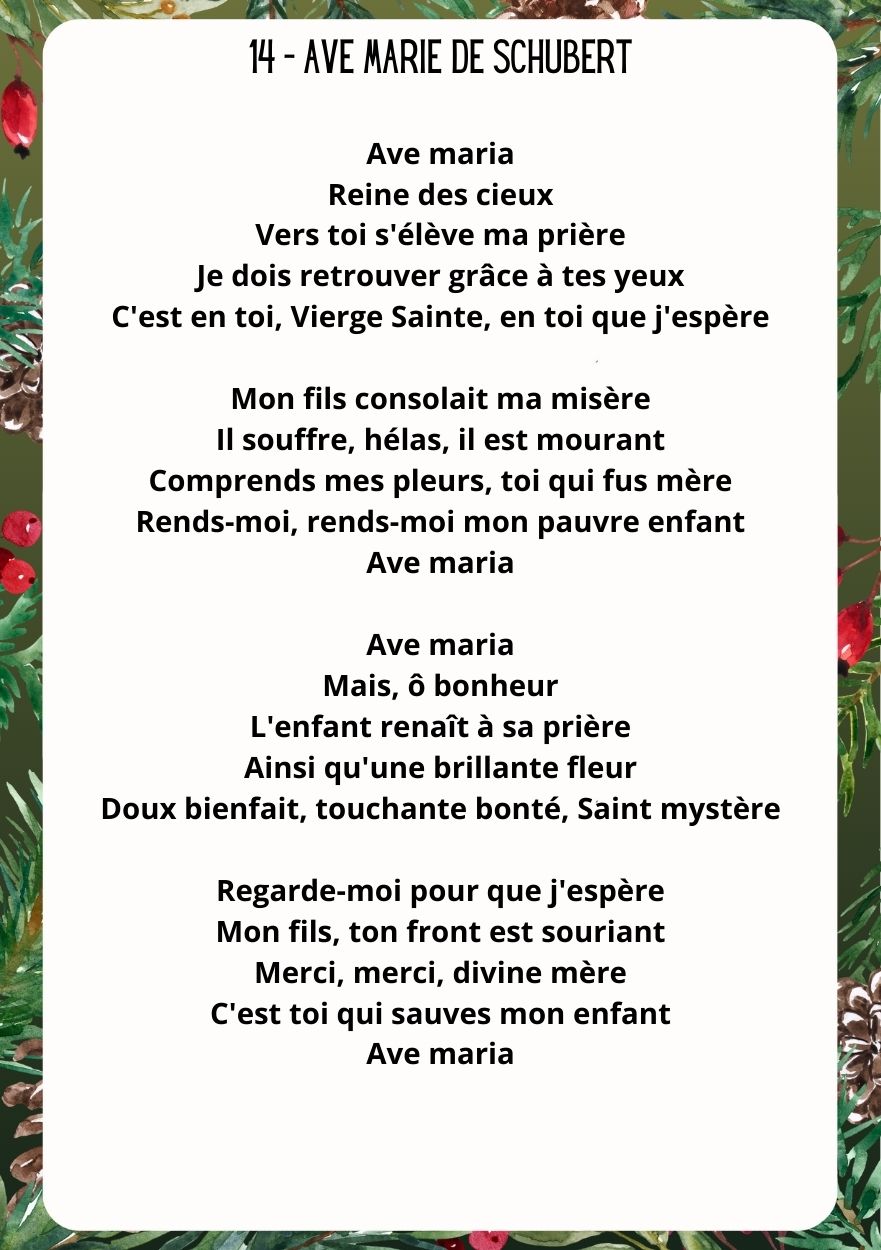 14 - AVE MARIE DE SCHUBERT
Ave maria
Reine des cieux
Vers toi s'élève ma prière
Je dois retrouver grâce à tes yeux
C'est en toi, Vierge Sainte, en toi que j'espère
Mon fils consolait ma misère
Il souffre, hélas, il est mourant
Comprends mes pleurs, toi qui fus mère
Rends-moi, rends-moi mon pauvre enfant
Ave maria
Ave maria
Mais, ô bonheur
L'enfant renaît à sa prière
Ainsi qu'une brillante fleur
Doux bienfait, touchante bonté, Saint mystère
Regarde-moi pour que j'espère
Mon fils, ton front est souriant
Merci, merci, divine mère
C'est toi qui sauves mon enfant
Ave maria